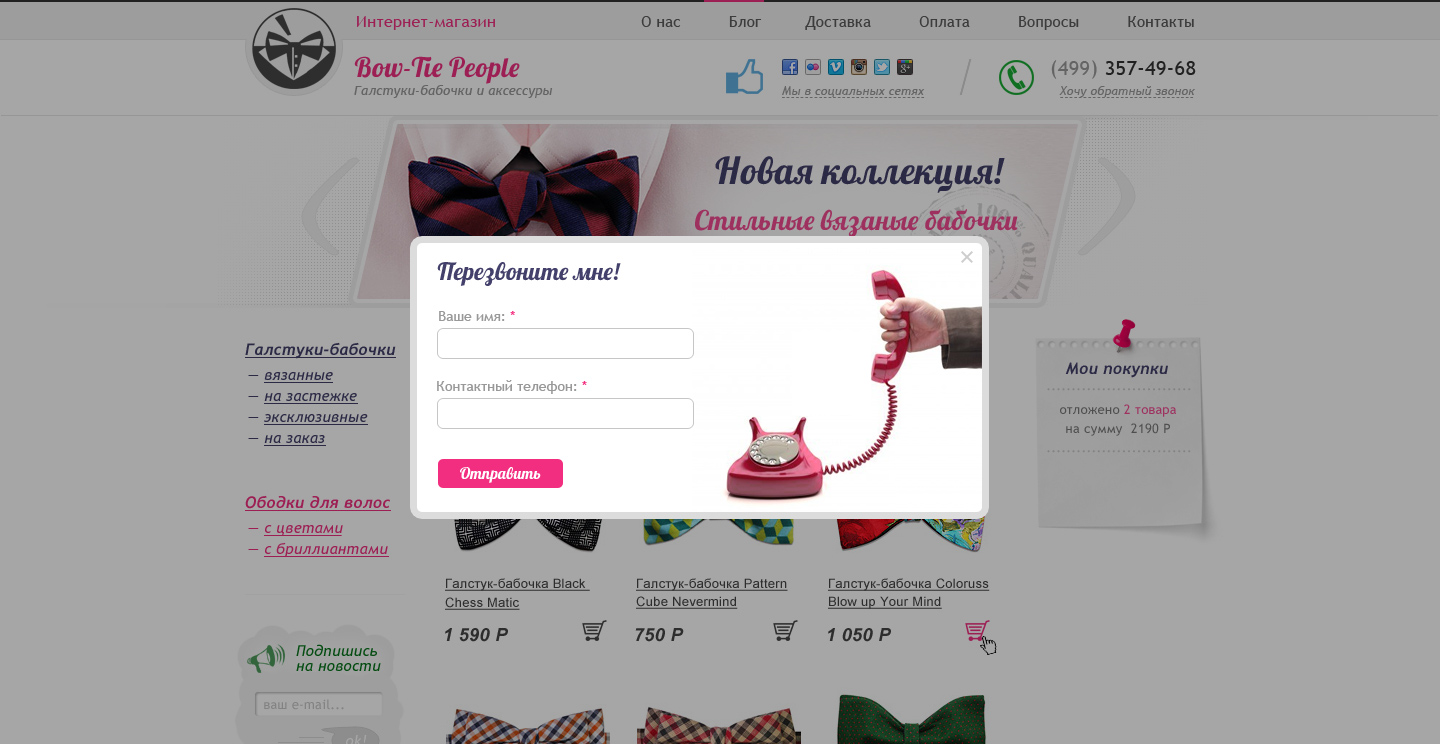 Интернет-магазин
О нас
Блог
Доставка
Оплата
Вопросы
Контакты
Bow-Tie People
Галстуки-бабочки и аксессуры
Мы в социальных сетях
(499) 357-49-68
Хочу обратный звонок
Новая коллекция!
Стильные вязаные бабочки
100%
Перезвоните мне!
Ваше имя: *
Контактный телефон: *
Отправить
Галстуки-бабочки
— вязанные
— на застежке
— эксклюзивные
— на заказ
Ободки для волос
— с цветами
— с бриллиантами
Подпишись
на новости
ваш e-mail...
ok!
Мои покупки
отложено 2 товара
на сумму 2190 Р
Галстук-бабочка Black
Chess Matic
1 590 Р
Галстук-бабочка Pattern
Cube Nevermind
750 Р
Галстук-бабочка Coloruss
Blow up Your Mind
1 050 Р